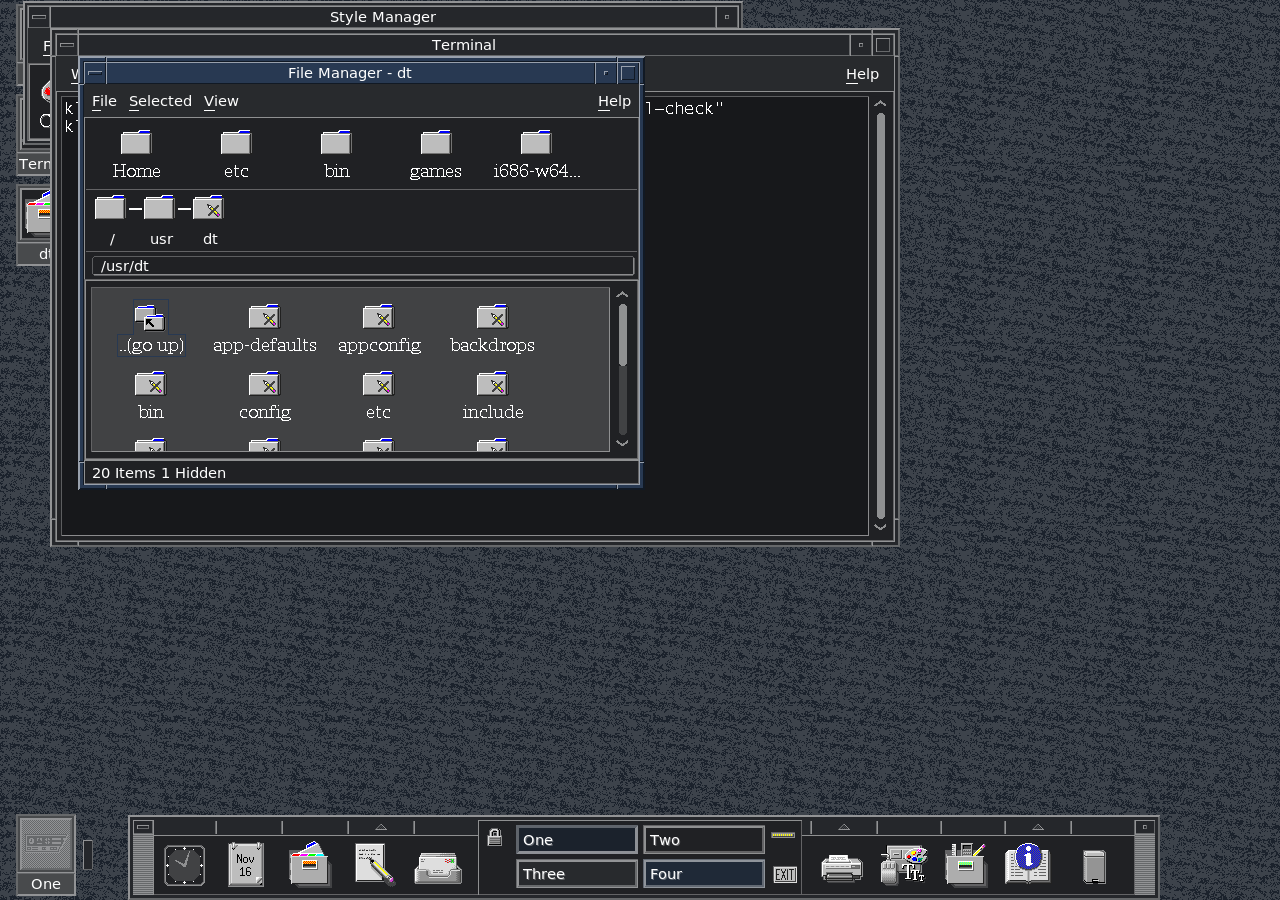 Style Manager
Terminal
Help
File Manager - dt
File Selected View Help
l-check"
Home etc bin games i686-w64...
/ usr dt
/usr/dt
..(go up) app-defaults appconfig backdrops
bin config etc include
20 Items 1 Hidden
One
Nov
16
One Two
Three Four
EXIT